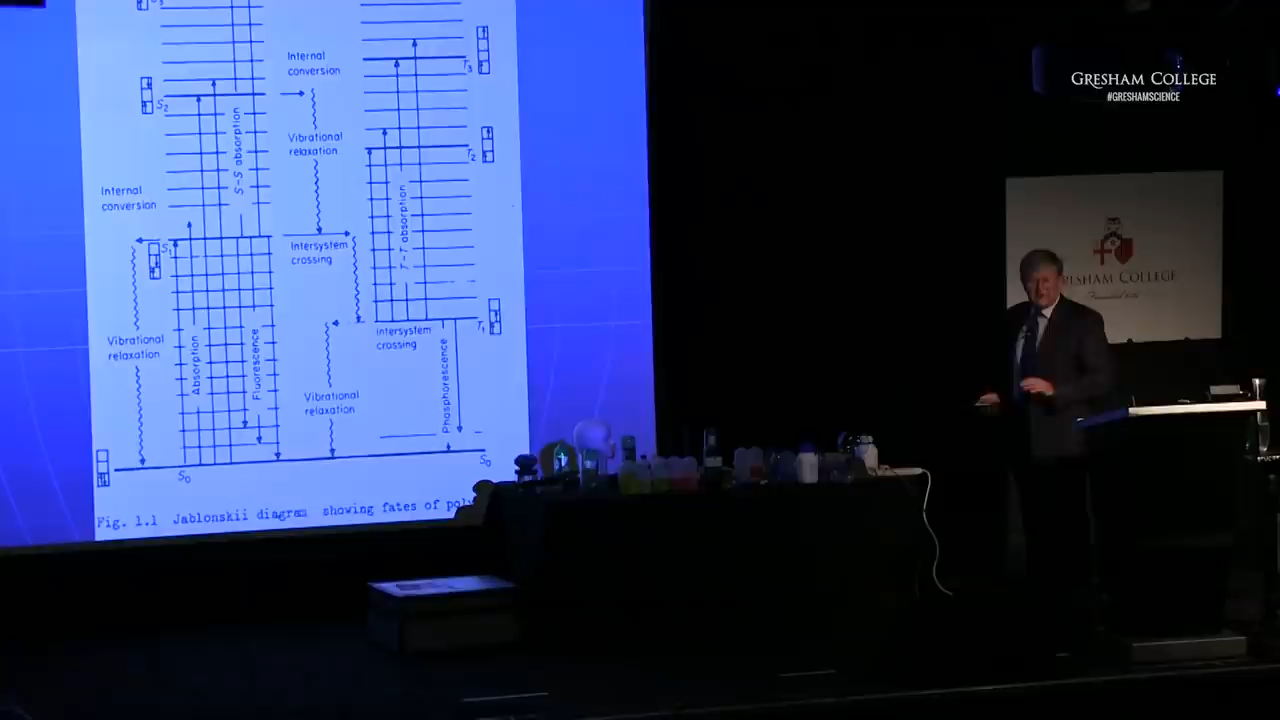 S3
Internal
conversion
T3
S2
Vibrational
relaxation
S-S absorption
T2
Internal
conversion
T-T absorption
S1
Intersystem
crossing
T1
Intersystem
crossing
Vibrational
relaxation
Absorption
Fluorescence
Phosphorescence
Vibrational
relaxation
S0
S0
Fig. 1.1 Jablonskii diagram showing fates of
GRESHAM COLLEGE
#GRESHAMSCIENCE
GRESHAM COLLEGE